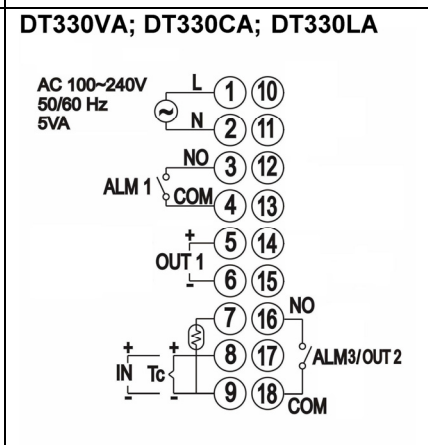 DT330VA; DT330CA; DT330LA
AC 100~240V
50/60 Hz
5VA
L 1 10
N 2 11
NO 3 12
ALM 1
COM 4 13
+ 5 14
OUT 1
- 6 15
7 16 NO
+ + 8 17 ALM3/OUT 2
IN Tc
- - 9 18 COM